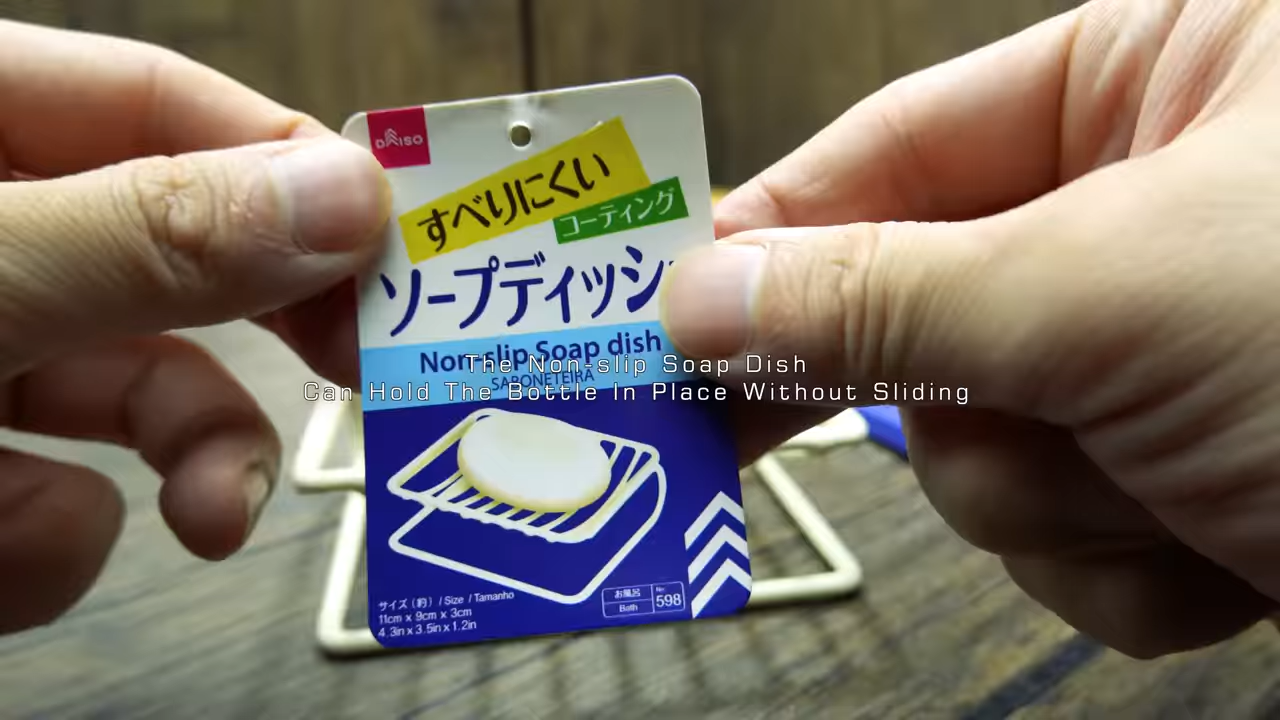 DAISO
すべりにくい
コーティング
ソープディッシ
Non-slip Soap dish
SABONETEIRA
The Non-slip Soap Dish
Can Hold The Bottle In Place Without Sliding
サイズ（約）/ Size / Tamanho
11cm x 9cm x 3cm
4.3in x 3.5in x 1.2in
お風呂
Bath
No
598